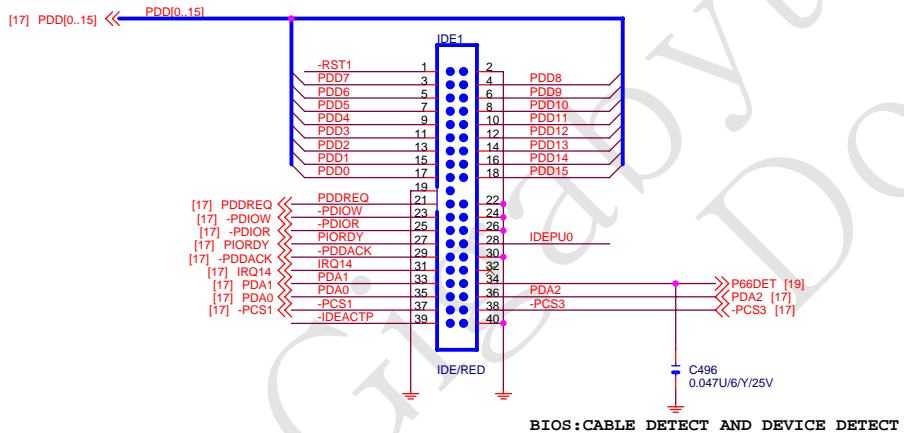 [17] PDD[0..15] PDD[0..15]
IDE1
-RST1 1 2
PDD7 3 4 PDD8
PDD6 5 6 PDD9
PDD5 7 8 PDD10
PDD4 9 10 PDD11
PDD3 11 12 PDD12
PDD2 13 14 PDD13
PDD1 15 16 PDD14
PDD0 17 18 PDD15
19
[17] PDDREQ PDDREQ 21 22
[17] -PDIOW -PDIOW 23 24
[17] -PDIOR -PDIOR 25 26
[17] PIORDY PIORDY 27 28 IDEPU0
[17] -PDDACK -PDDACK 29 30
[17] IRQ14 IRQ14 31 32
[17] PDA1 PDA1 33 34 P66DET [19]
[17] PDA0 PDA0 35 36 PDA2 PDA2 [17]
[17] -PCS1 -PCS1 37 38 -PCS3 -PCS3 [17]
-IDEACTP 39 40
IDE/RED
C496
0.047U/6/Y/25V
BIOS:CABLE DETECT AND DEVICE DETECT
Gigaby
Do